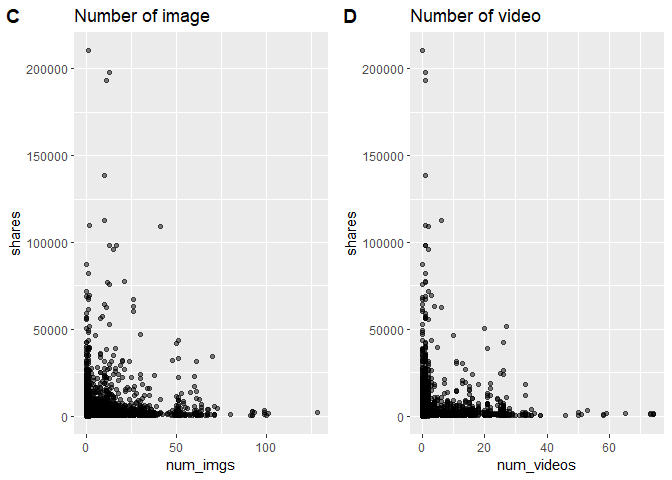 C Number of image
200000
150000
100000
50000
0
shares
0 50 100
num_imgs
D Number of video
200000
150000
100000
50000
0
shares
0 20 40 60
num_videos